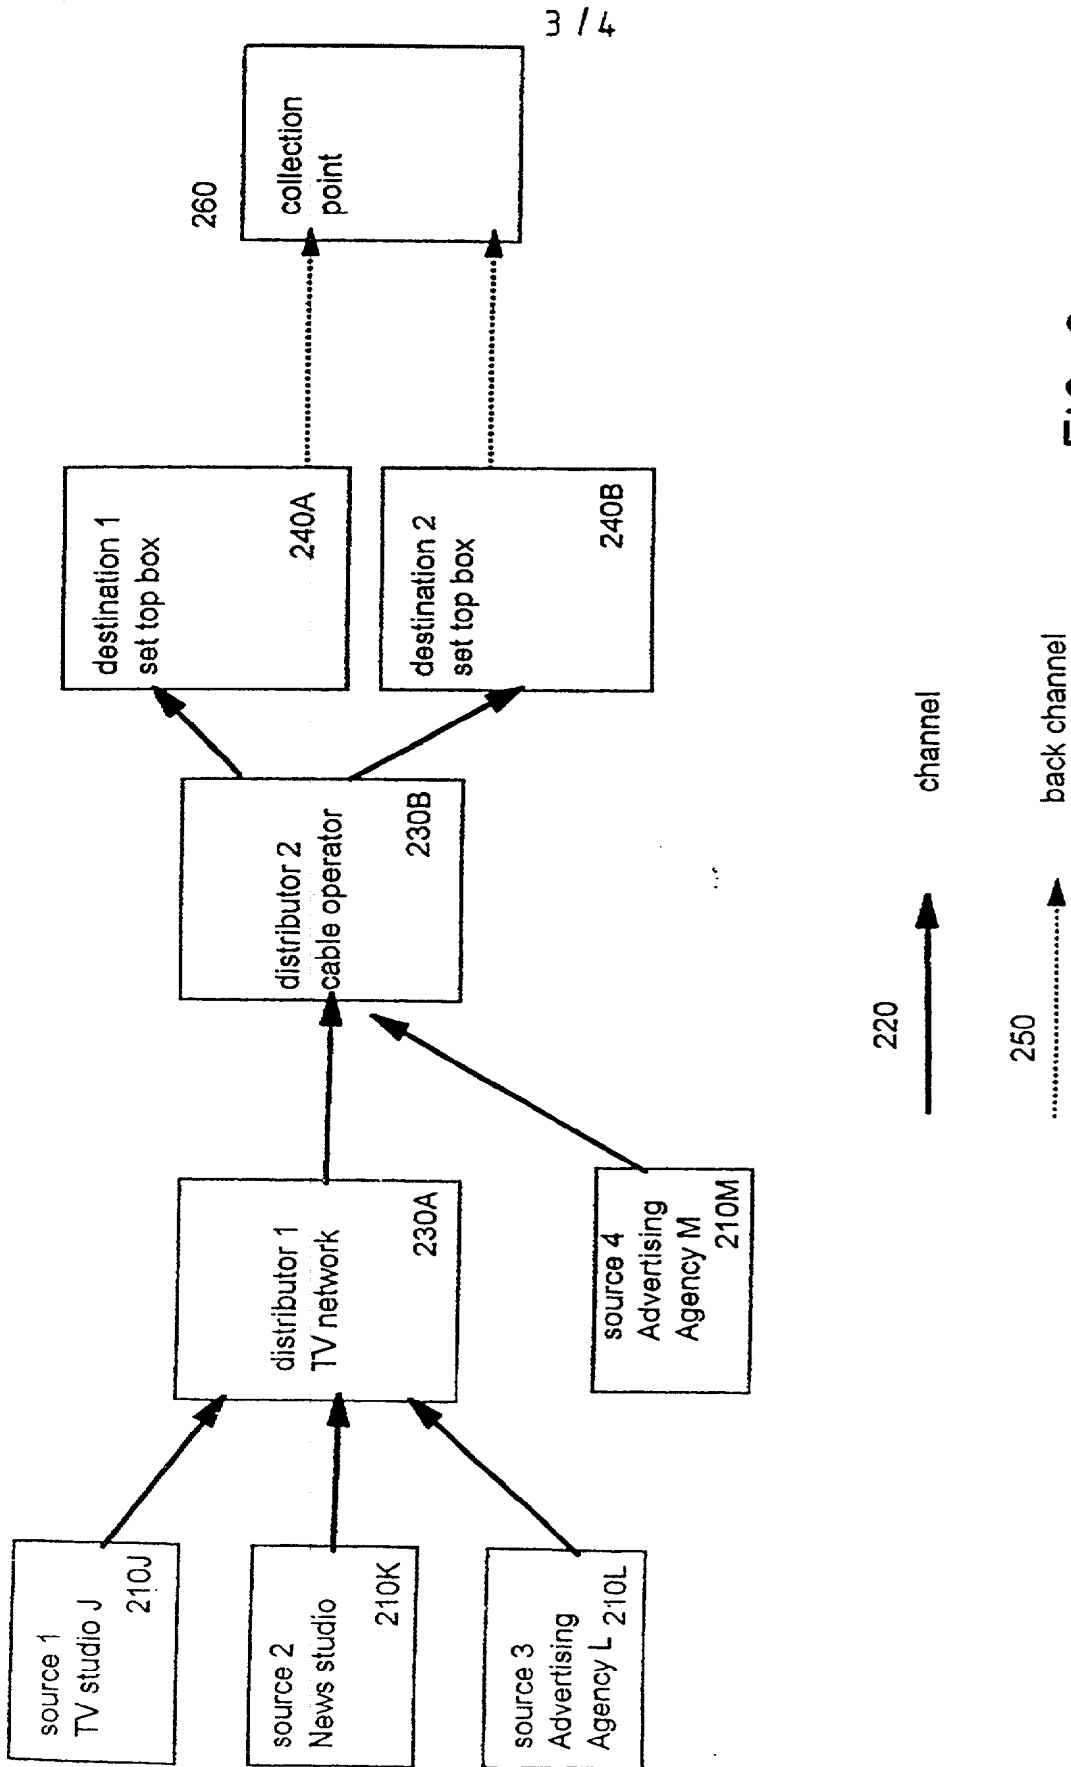 3 / 4
source 1
TV studio J
210J
source 2
News studio
210K
source 3
Advertising
Agency L 210L
distributor 1
TV network
230A
source 4
Advertising
Agency M
210M
distributor 2
cable operator
230B
destination 1
set top box
240A
destination 2
set top box
240B
260
collection
point
220
channel
250
back channel